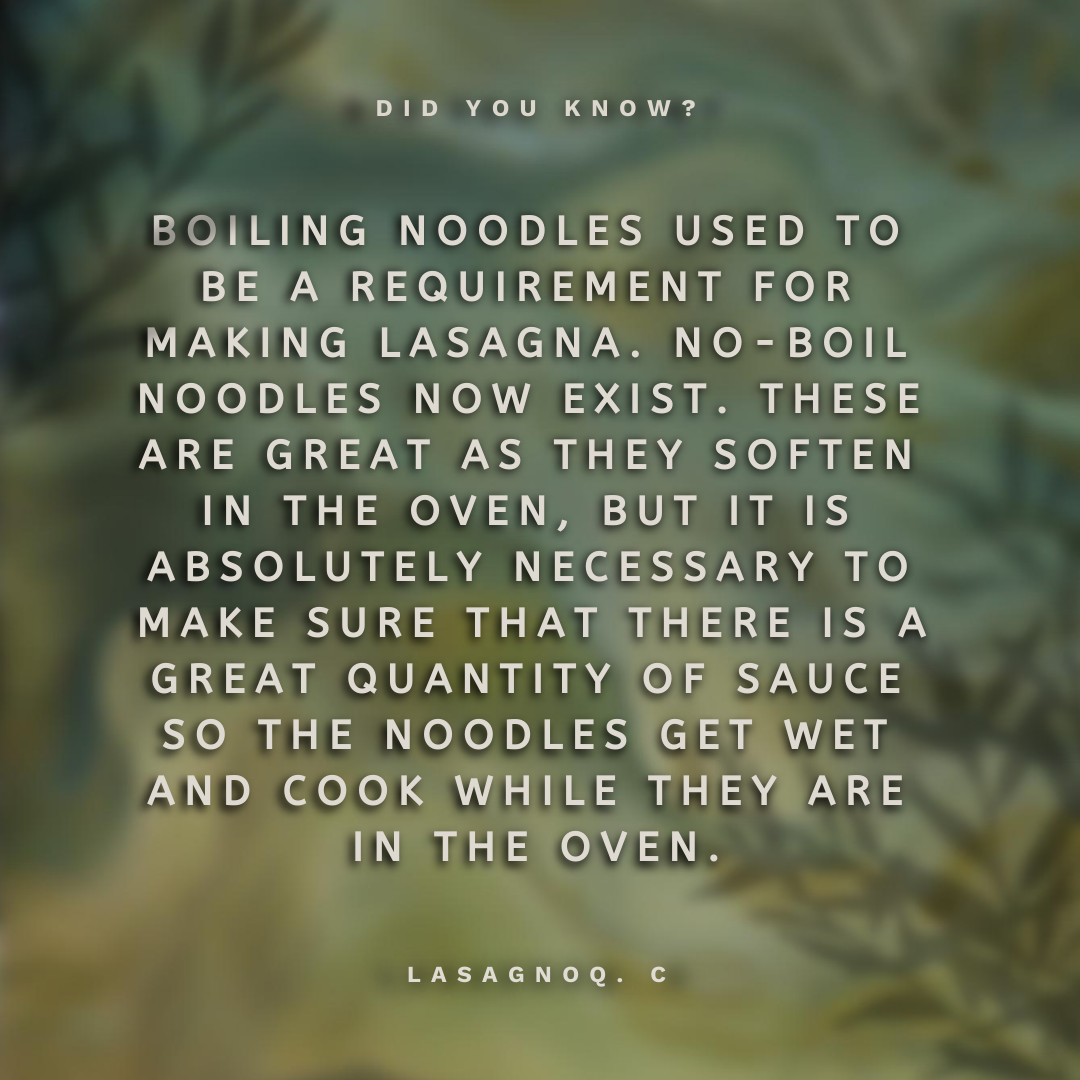 DID YOU KNOW?
BOILING NOODLES USED TO
BE A REQUIREMENT FOR
MAKING LASAGNA. NO-BOIL
NOODLES NOW EXIST. THESE
ARE GREAT AS THEY SOFTEN
IN THE OVEN, BUT IT IS
ABSOLUTELY NECESSARY TO
MAKE SURE THAT THERE IS A
GREAT QUANTITY OF SAUCE
SO THE NOODLES GET WET
AND COOK WHILE THEY ARE
IN THE OVEN.
LASAGNOQ. C